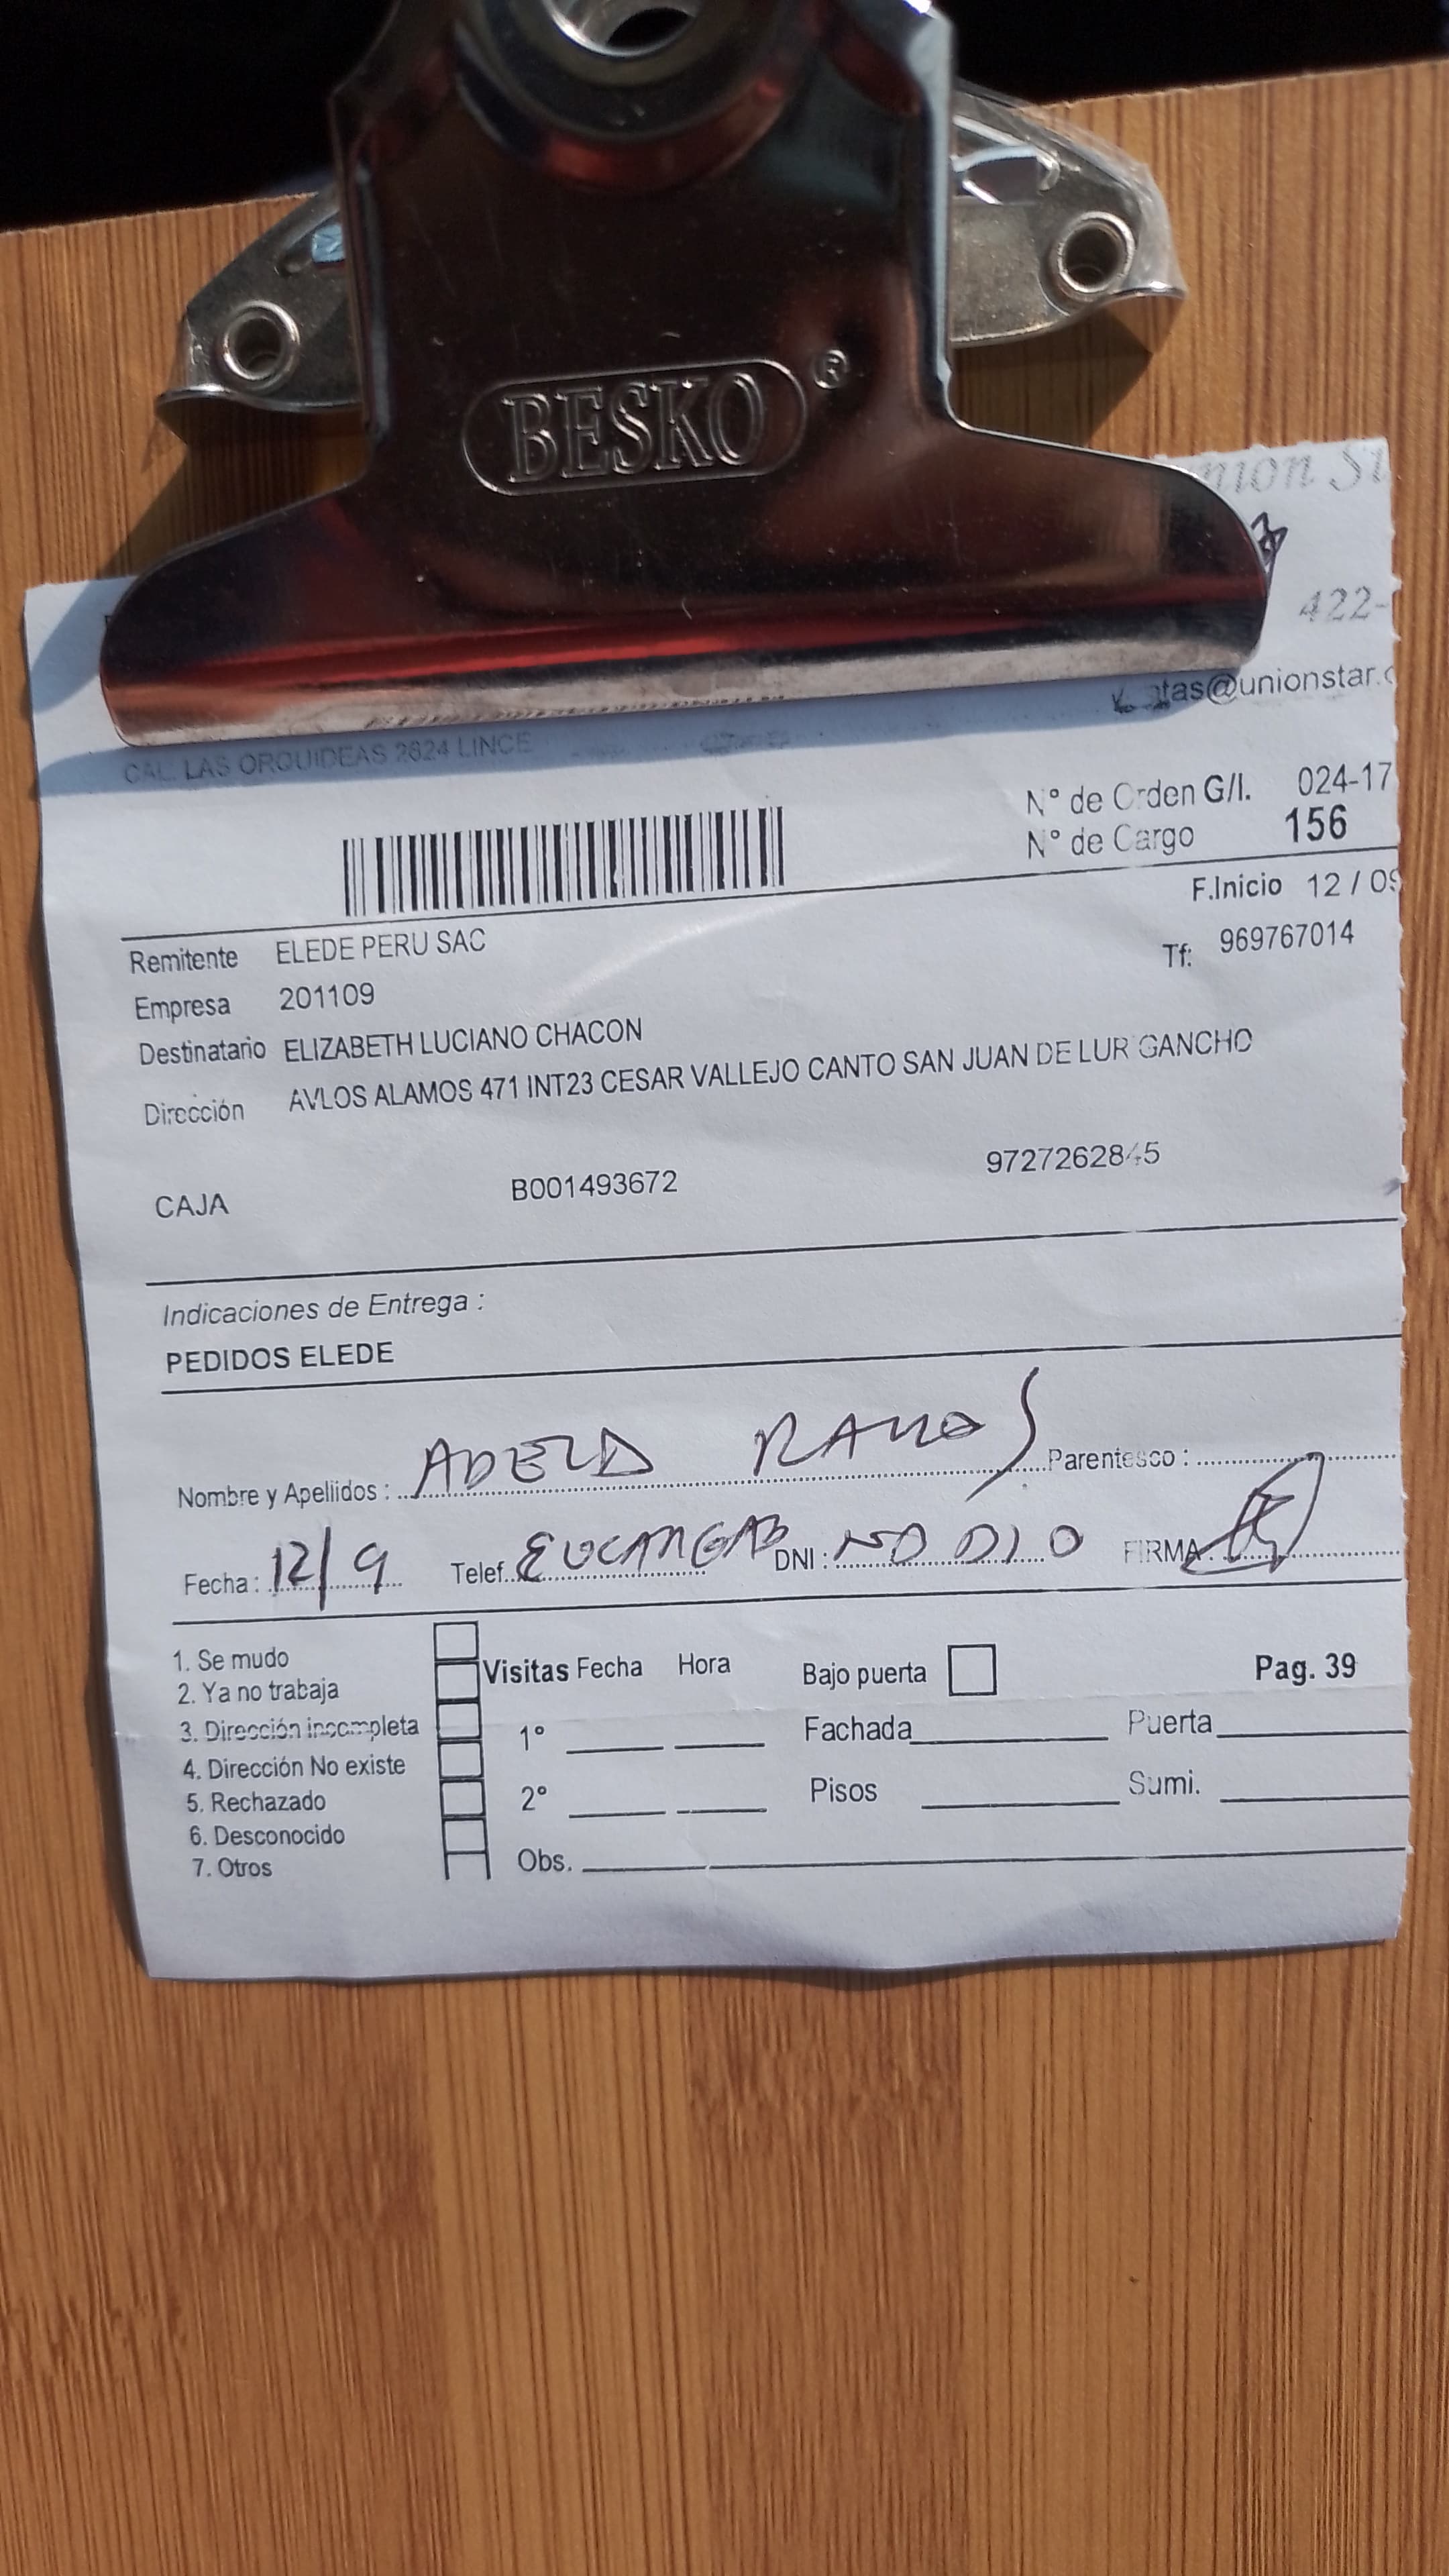 BESKO ®
nion St
422-
tas@unionstar.c
CAL. LAS ORQUIDEAS 2624 LINCE
N° de Orden G/I. 024-17
N° de Cargo 156
F.Inicio 12 / 09
Remitente ELEDE PERU SAC
Tf: 969767014
Empresa 201109
Destinatario ELIZABETH LUCIANO CHACON
Dirección AVLOS ALAMOS 471 INT23 CESAR VALLEJO CANTO SAN JUAN DE LURIGANCHO
CAJA B001493672 9727262845
Indicaciones de Entrega :
PEDIDOS ELEDE
Nombre y Apellidos : ADELA RAMOS Parentesco :
Fecha : 12/9 Telef. DNI : NO DIO FIRMA
1. Se mudo
2. Ya no trabaja
3. Dirección incompleta
4. Dirección No existe
5. Rechazado
6. Desconocido
7. Otros
Visitas Fecha Hora
1°
2°
Obs.
Bajo puerta
Pag. 39
Fachada Puerta
Pisos Sumi.